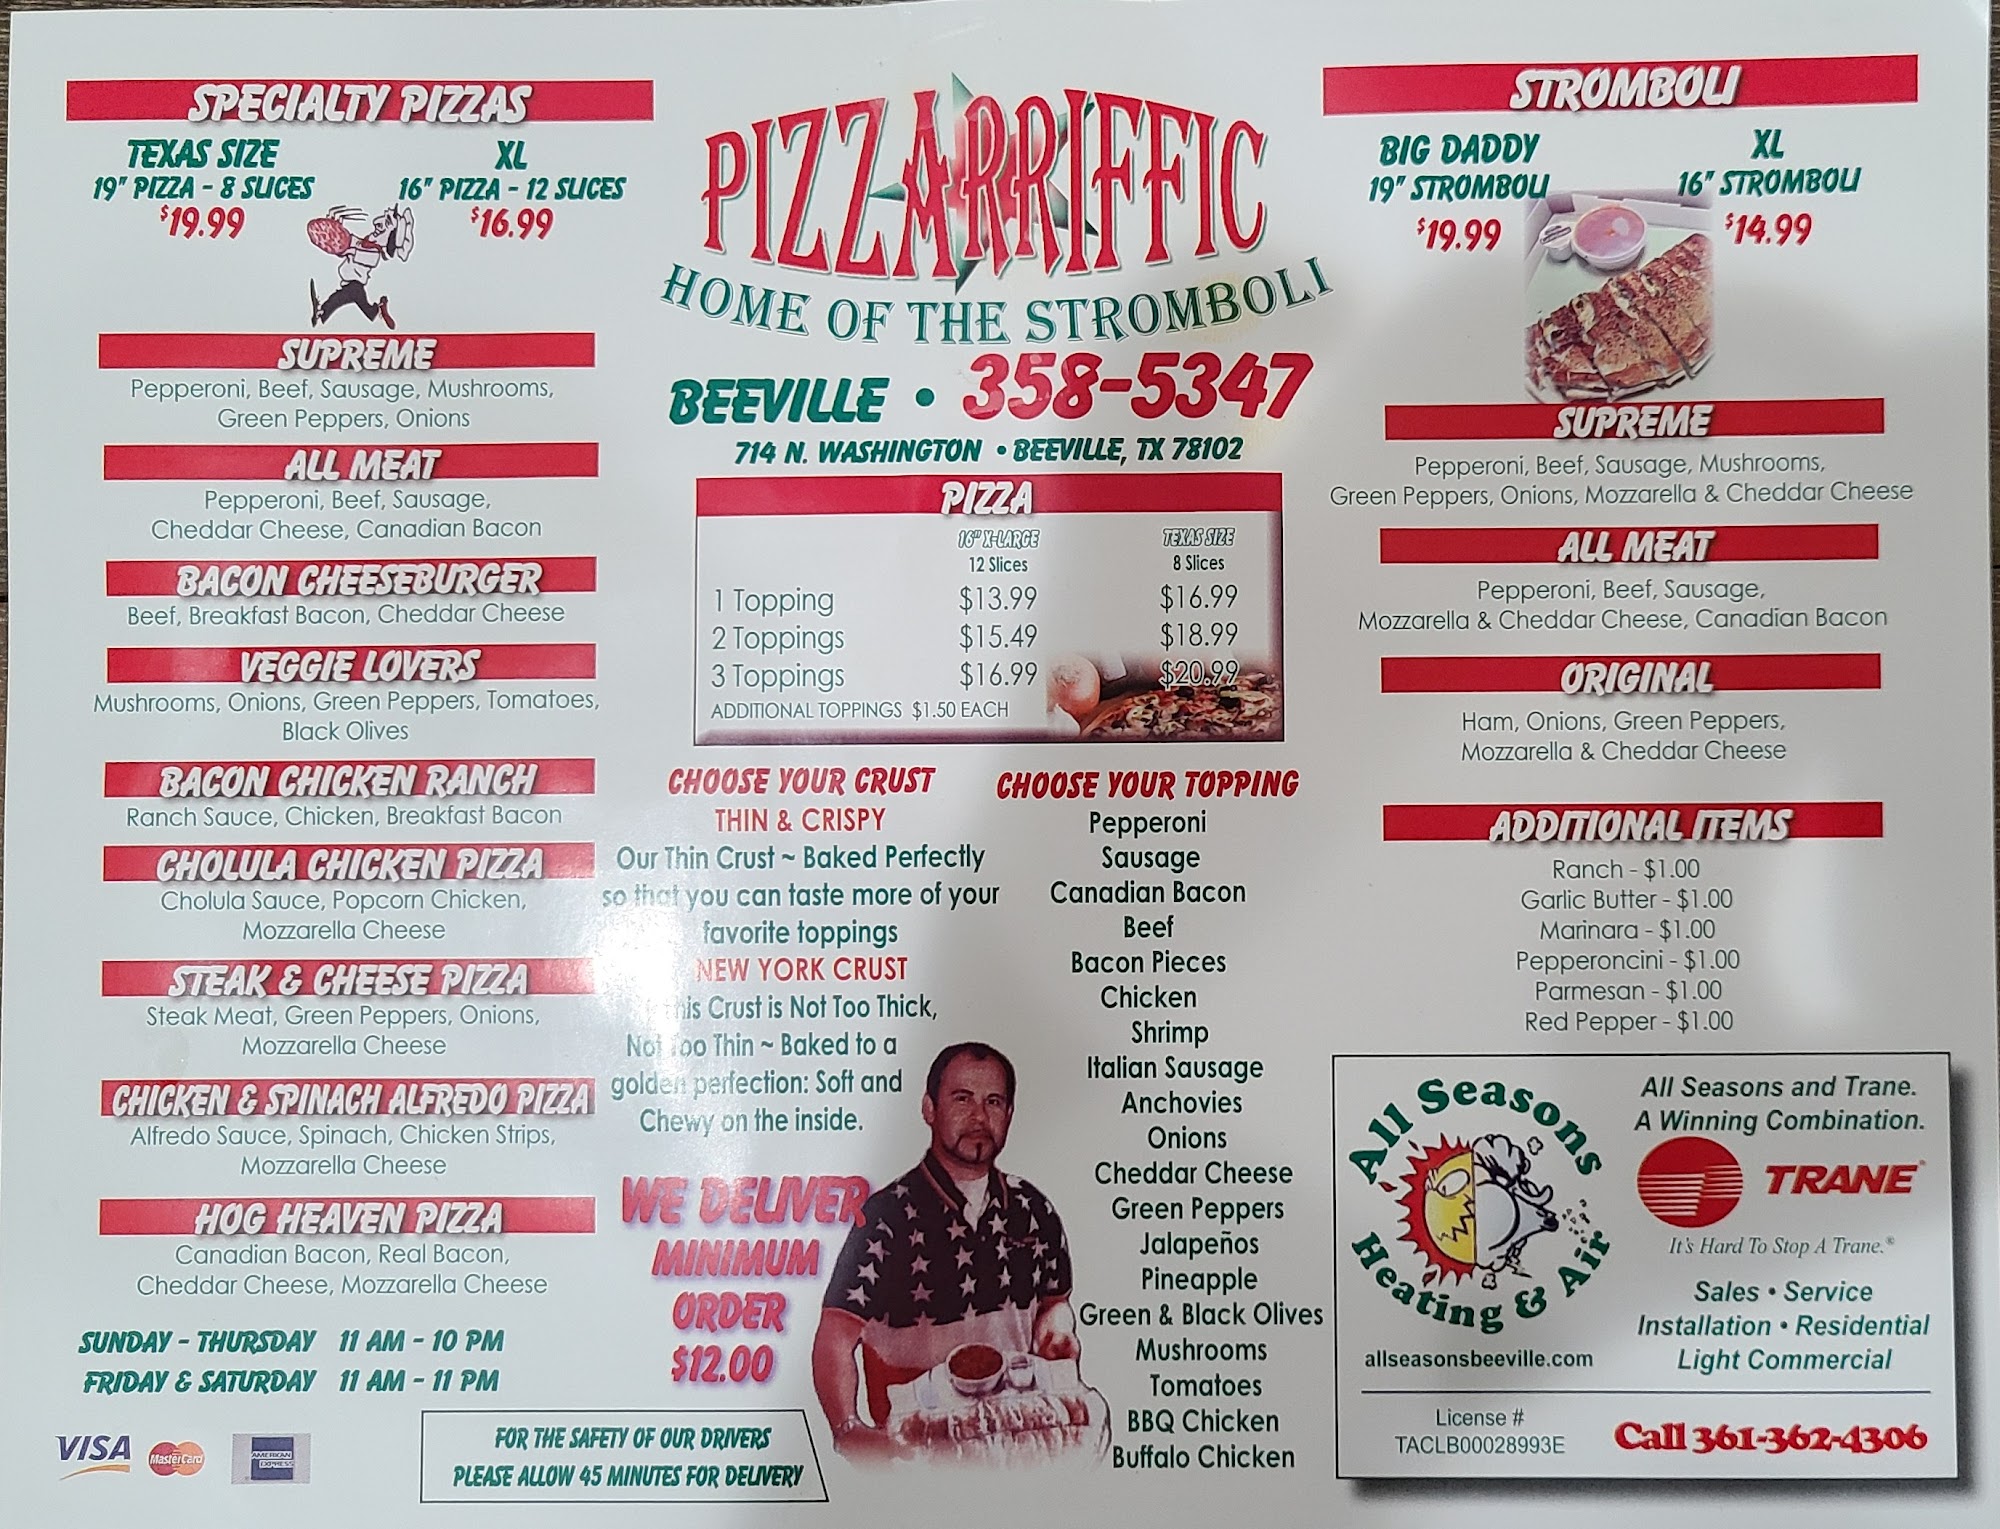 SPECIALTY PIZZAS
TEXAS SIZE
19" PIZZA - 8 SLICES
$19.99
XL
16" PIZZA - 12 SLICES
$16.99
SUPREME
Pepperoni, Beef, Sausage, Mushrooms,
Green Peppers, Onions
ALL MEAT
Pepperoni, Beef, Sausage,
Cheddar Cheese, Canadian Bacon
BACON CHEESEBURGER
Beef, Breakfast Bacon, Cheddar Cheese
VEGGIE LOVERS
Mushrooms, Onions, Green Peppers, Tomatoes,
Black Olives
BACON CHICKEN RANCH
Ranch Sauce, Chicken, Breakfast Bacon
CHOLULA CHICKEN PIZZA
Cholula Sauce, Popcorn Chicken,
Mozzarella Cheese
STEAK & CHEESE PIZZA
Steak Meat, Green Peppers, Onions,
Mozzarella Cheese
CHICKEN & SPINACH ALFREDO PIZZA
Alfredo Sauce, Spinach, Chicken Strips,
Mozzarella Cheese
HOG HEAVEN PIZZA
Canadian Bacon, Real Bacon,
Cheddar Cheese, Mozzarella Cheese
SUNDAY - THURSDAY 11 AM - 10 PM
FRIDAY & SATURDAY 11 AM - 11 PM
VISA
MasterCard
AMERICAN
EXPRESS
PIZZARRIFFIC
HOME OF THE STROMBOLI
BEEVILLE • 358-5347
714 N. WASHINGTON • BEEVILLE, TX 78102
PIZZA
16" X-LARGE TEXAS SIZE
12 Slices 8 Slices
1 Topping $13.99 $16.99
2 Toppings $15.49 $18.99
3 Toppings $16.99 $20.99
ADDITIONAL TOPPINGS $1.50 EACH
CHOOSE YOUR CRUST
THIN & CRISPY
Our Thin Crust ~ Baked Perfectly
so that you can taste more of your
favorite toppings
NEW YORK CRUST
This Crust is Not Too Thick,
Not Too Thin ~ Baked to a
golden perfection: Soft and
Chewy on the inside.
WE DELIVER
MINIMUM
ORDER
$12.00
FOR THE SAFETY OF OUR DRIVERS
PLEASE ALLOW 45 MINUTES FOR DELIVERY
CHOOSE YOUR TOPPING
Pepperoni
Sausage
Canadian Bacon
Beef
Bacon Pieces
Chicken
Shrimp
Italian Sausage
Anchovies
Onions
Cheddar Cheese
Green Peppers
Jalapeños
Pineapple
Green & Black Olives
Mushrooms
Tomatoes
BBQ Chicken
Buffalo Chicken
STROMBOLI
BIG DADDY
19" STROMBOLI
$19.99
XL
16" STROMBOLI
$14.99
SUPREME
Pepperoni, Beef, Sausage, Mushrooms,
Green Peppers, Onions, Mozzarella & Cheddar Cheese
ALL MEAT
Pepperoni, Beef, Sausage,
Mozzarella & Cheddar Cheese, Canadian Bacon
ORIGINAL
Ham, Onions, Green Peppers,
Mozzarella & Cheddar Cheese
ADDITIONAL ITEMS
Ranch - $1.00
Garlic Butter - $1.00
Marinara - $1.00
Pepperoncini - $1.00
Parmesan - $1.00
Red Pepper - $1.00
All Seasons
Heating & Air
allseasonsbeeville.com
All Seasons and Trane.
A Winning Combination.
TRANE
It's Hard To Stop A Trane.®
Sales • Service
Installation • Residential
Light Commercial
License #
TACLB00028993E
Call 361-362-4306